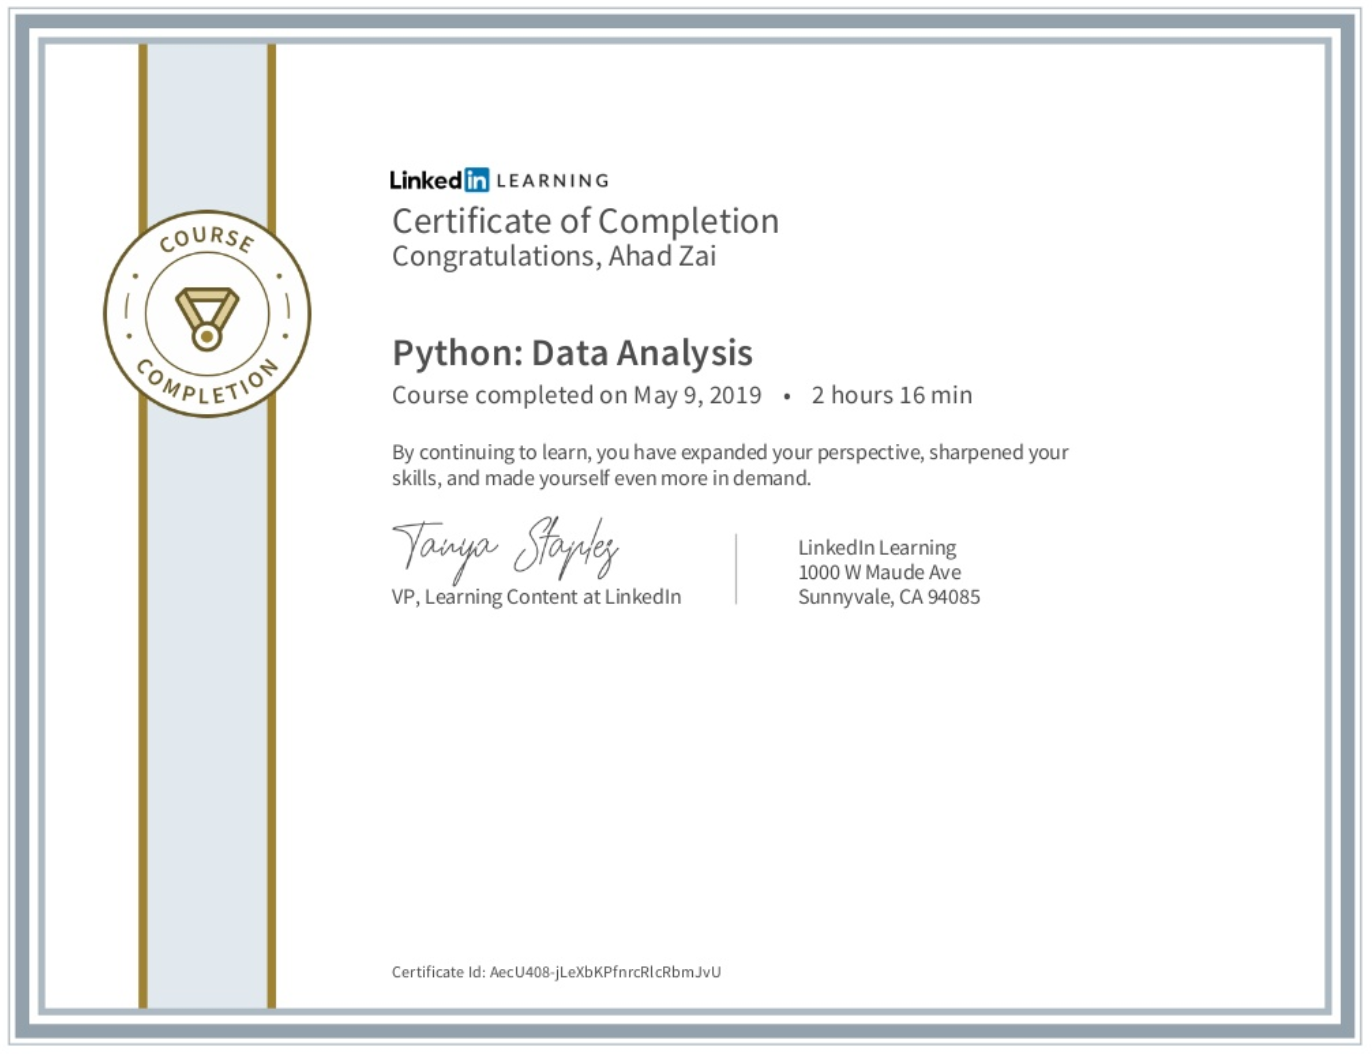 LinkedIn LEARNING
Certificate of Completion
Congratulations, Ahad Zai
COURSE
COMPLETION
Python: Data Analysis
Course completed on May 9, 2019 • 2 hours 16 min
By continuing to learn, you have expanded your perspective, sharpened your
skills, and made yourself even more in demand.
Tanya Staples
VP, Learning Content at LinkedIn
LinkedIn Learning
1000 W Maude Ave
Sunnyvale, CA 94085
Certificate Id: AecU408-jLeXbKPfnrcRlcRbmJvU